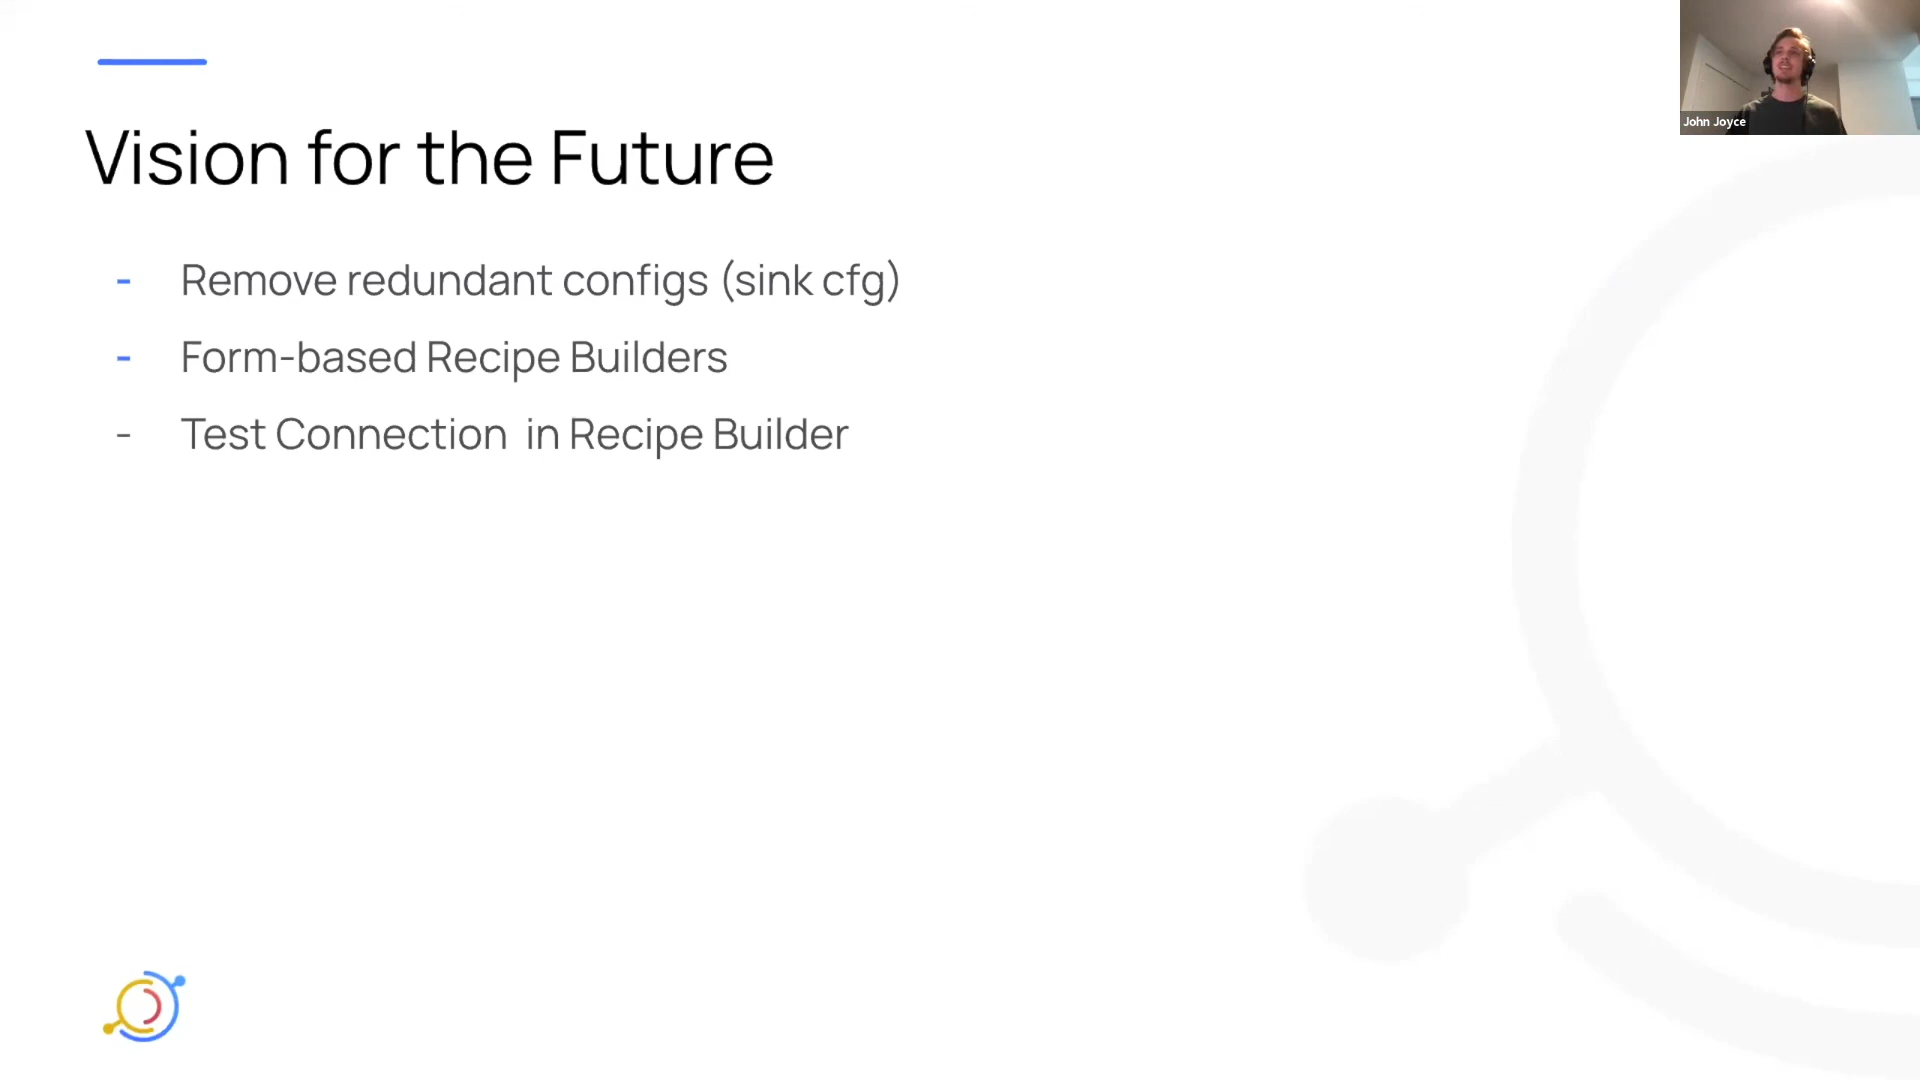 John Joyce
Vision for the Future
- Remove redundant configs (sink cfg)
- Form-based Recipe Builders
- Test Connection in Recipe Builder